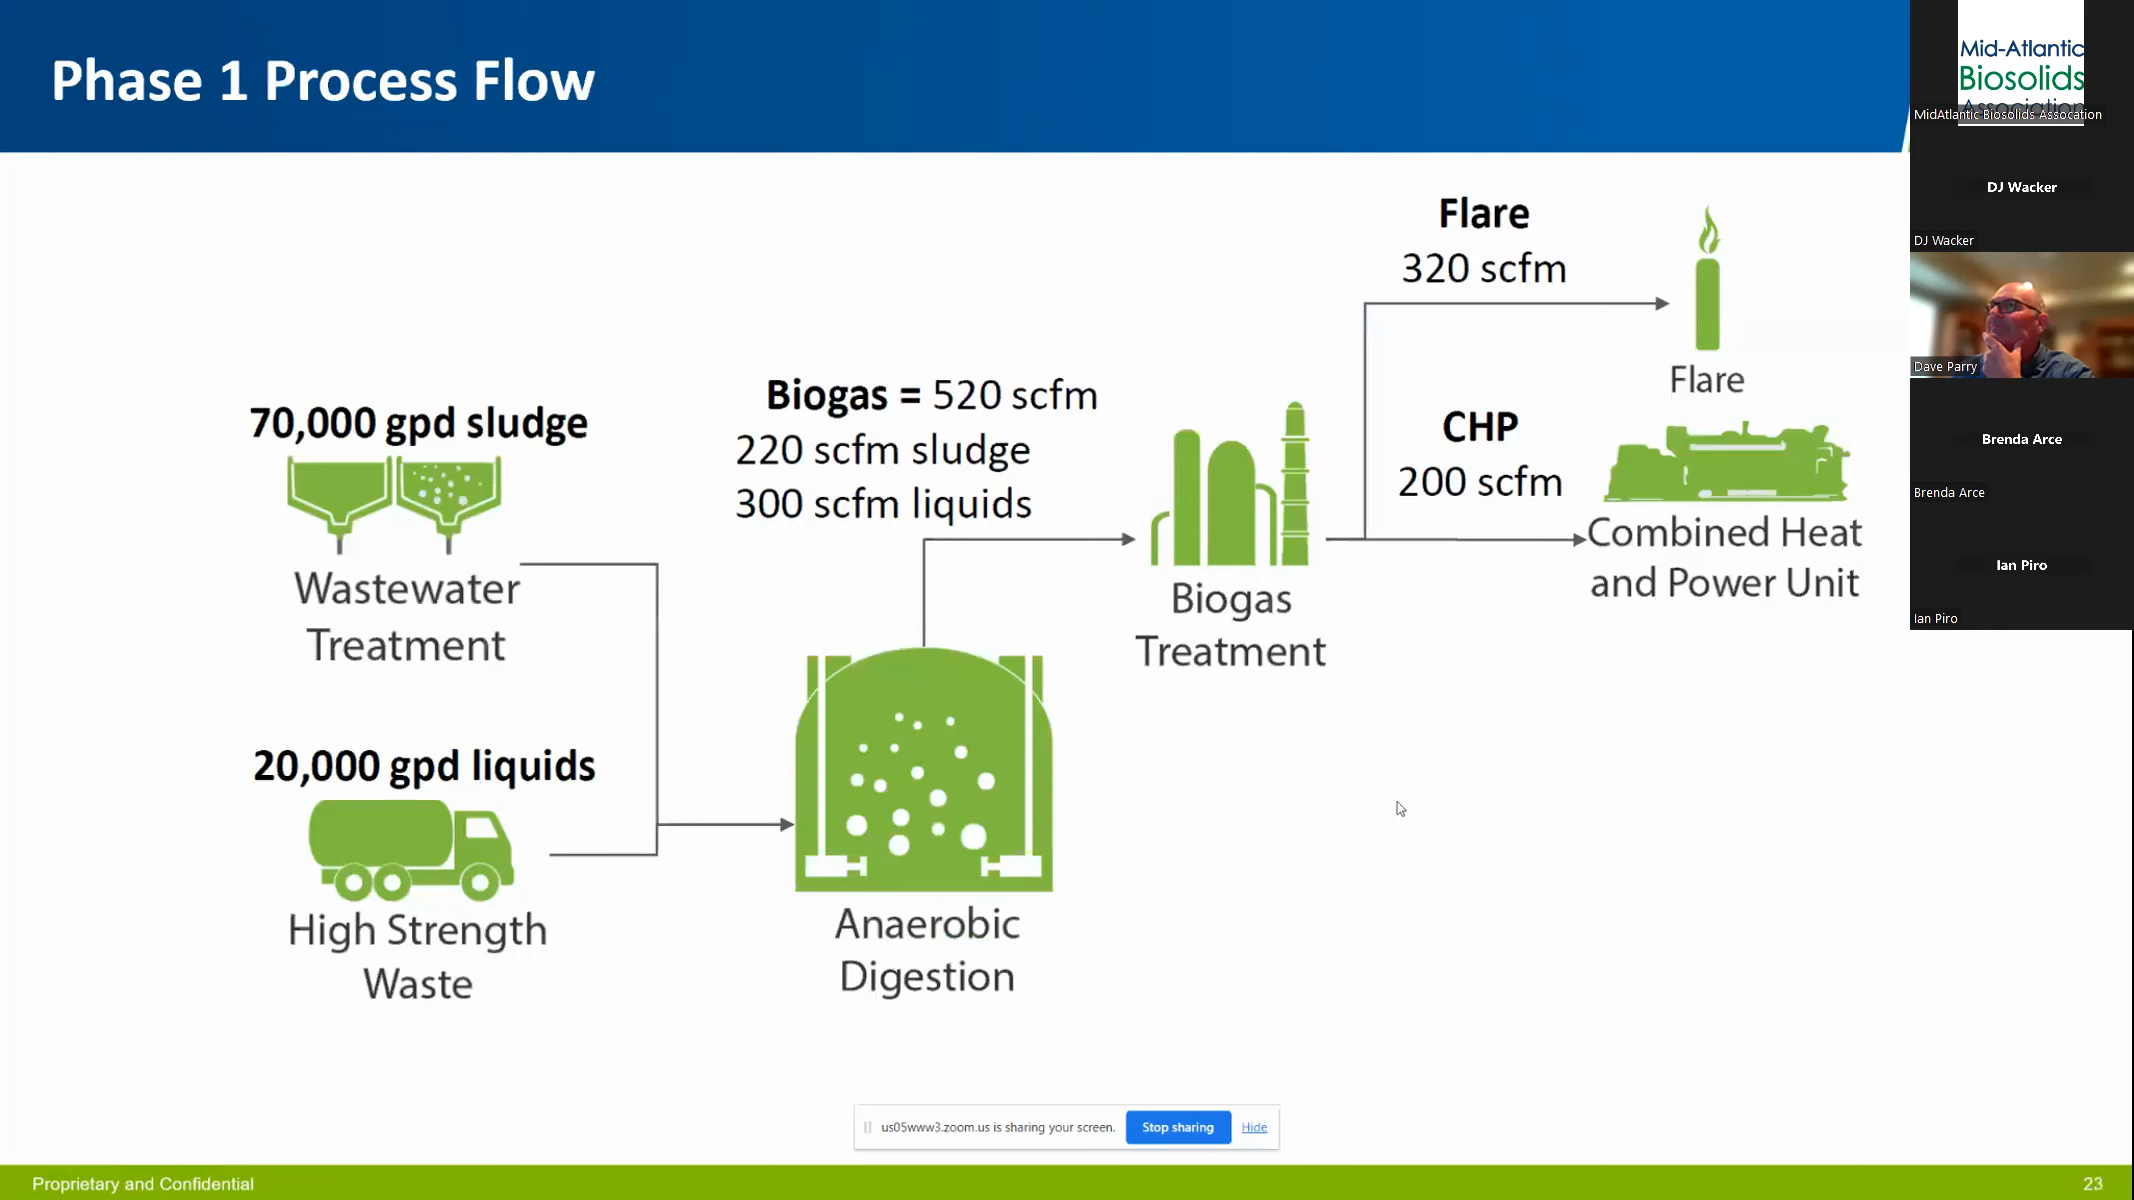 Phase 1 Process Flow
Flare
320 scfm
Flare
Biogas = 520 scfm
220 scfm sludge
300 scfm liquids
70,000 gpd sludge
CHP
200 scfm
Combined Heat
and Power Unit
Wastewater
Treatment
Biogas
Treatment
20,000 gpd liquids
High Strength
Waste
Anaerobic
Digestion
us05www3.zoom.us is sharing your screen.
Stop sharing
Hide
Proprietary and Confidential
23
Mid-Atlantic
Biosolids
Association
MidAtlantic Biosolids Assocation
DJ Wacker
DJ Wacker
Dave Parry
Brenda Arce
Brenda Arce
Ian Piro
Ian Piro